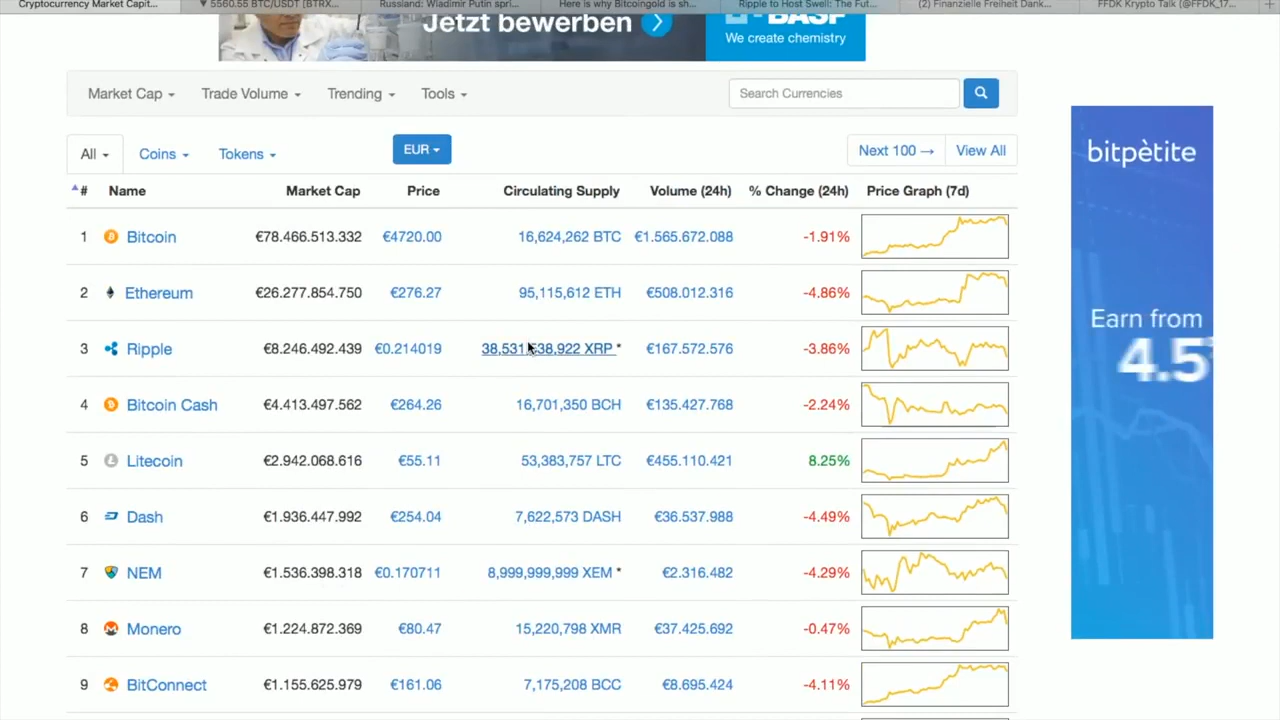 Cryptocurrency Market Capit... ▼ 5560.55 BTC/USDT [BTRX... Russland: Wladimir Putin spri... Here is why Bitcoingold is sh... Ripple to Host Swell: The Fut... (2) Finanzielle Freiheit Dank... FFDK Krypto Talk (@FFDK_17...
Jetzt bewerben
We create chemistry
Market Cap Trade Volume Trending Tools Search Currencies
All Coins Tokens EUR Next 100 → View All
# Name Market Cap Price Circulating Supply Volume (24h) % Change (24h) Price Graph (7d)
1 Bitcoin €78.466.513.332 €4720.00 16,624,262 BTC €1.565.672.088 -1.91%
2 Ethereum €26.277.854.750 €276.27 95,115,612 ETH €508.012.316 -4.86%
3 Ripple €8.246.492.439 €0.214019 XRP * €167.572.576 -3.86%
4 Bitcoin Cash €4.413.497.562 €264.26 16,701,350 BCH €135.427.768 -2.24%
5 Litecoin €2.942.068.616 €55.11 53,383,757 LTC €455.110.421 8.25%
6 Dash €1.936.447.992 €254.04 7,622,573 DASH €36.537.988 -4.49%
7 NEM €1.536.398.318 €0.170711 8,999,999,999 XEM * €2.316.482 -4.29%
8 Monero €1.224.872.369 €80.47 15,220,798 XMR €37.425.692 -0.47%
9 BitConnect €1.155.625.979 €161.06 7,175,208 BCC €8.695.424 -4.11%
bitpètite
Earn from
4.5